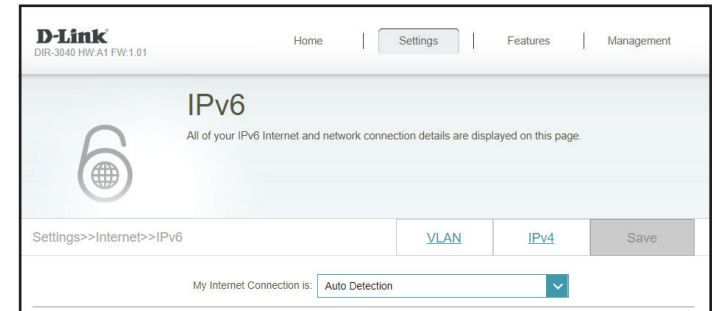 D-Link
DIR-3040 HW:A1 FW:1.01
Home | Settings | Features | Management
IPv6
All of your IPv6 Internet and network connection details are displayed on this page.
Settings>>Internet>>IPv6 VLAN IPv4 Save
My Internet Connection is: Auto Detection